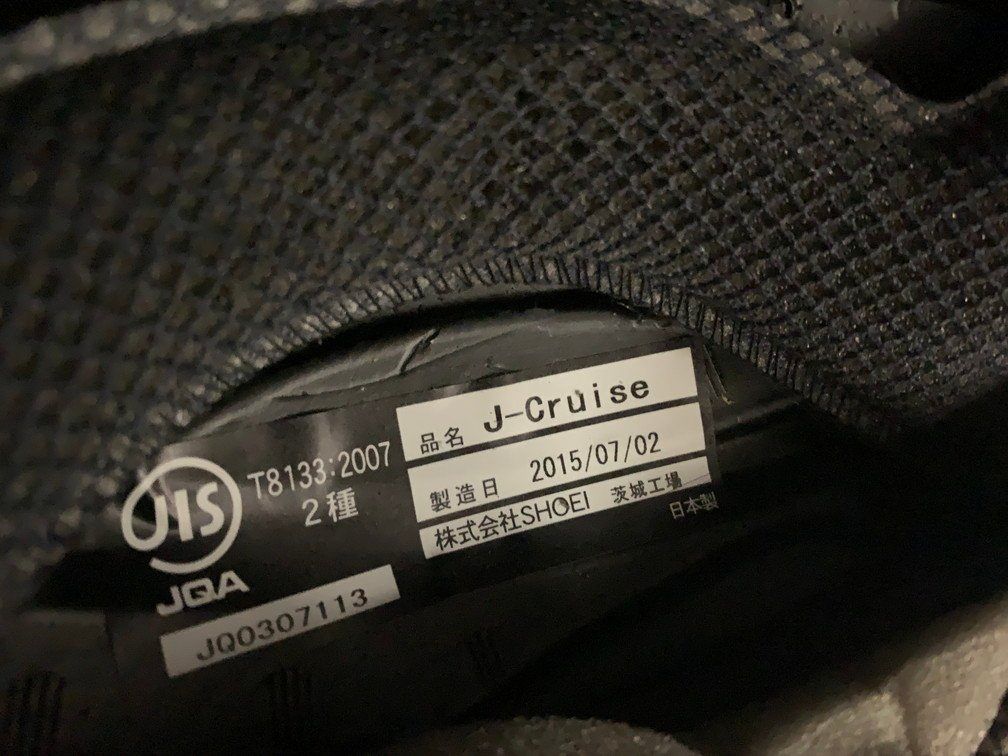 JIS
JQA
T8133:2007
2種
JQ0307113
品名 J-Cruise
製造日 2015/07/02
株式会社SHOEI 茨城工場
日本製